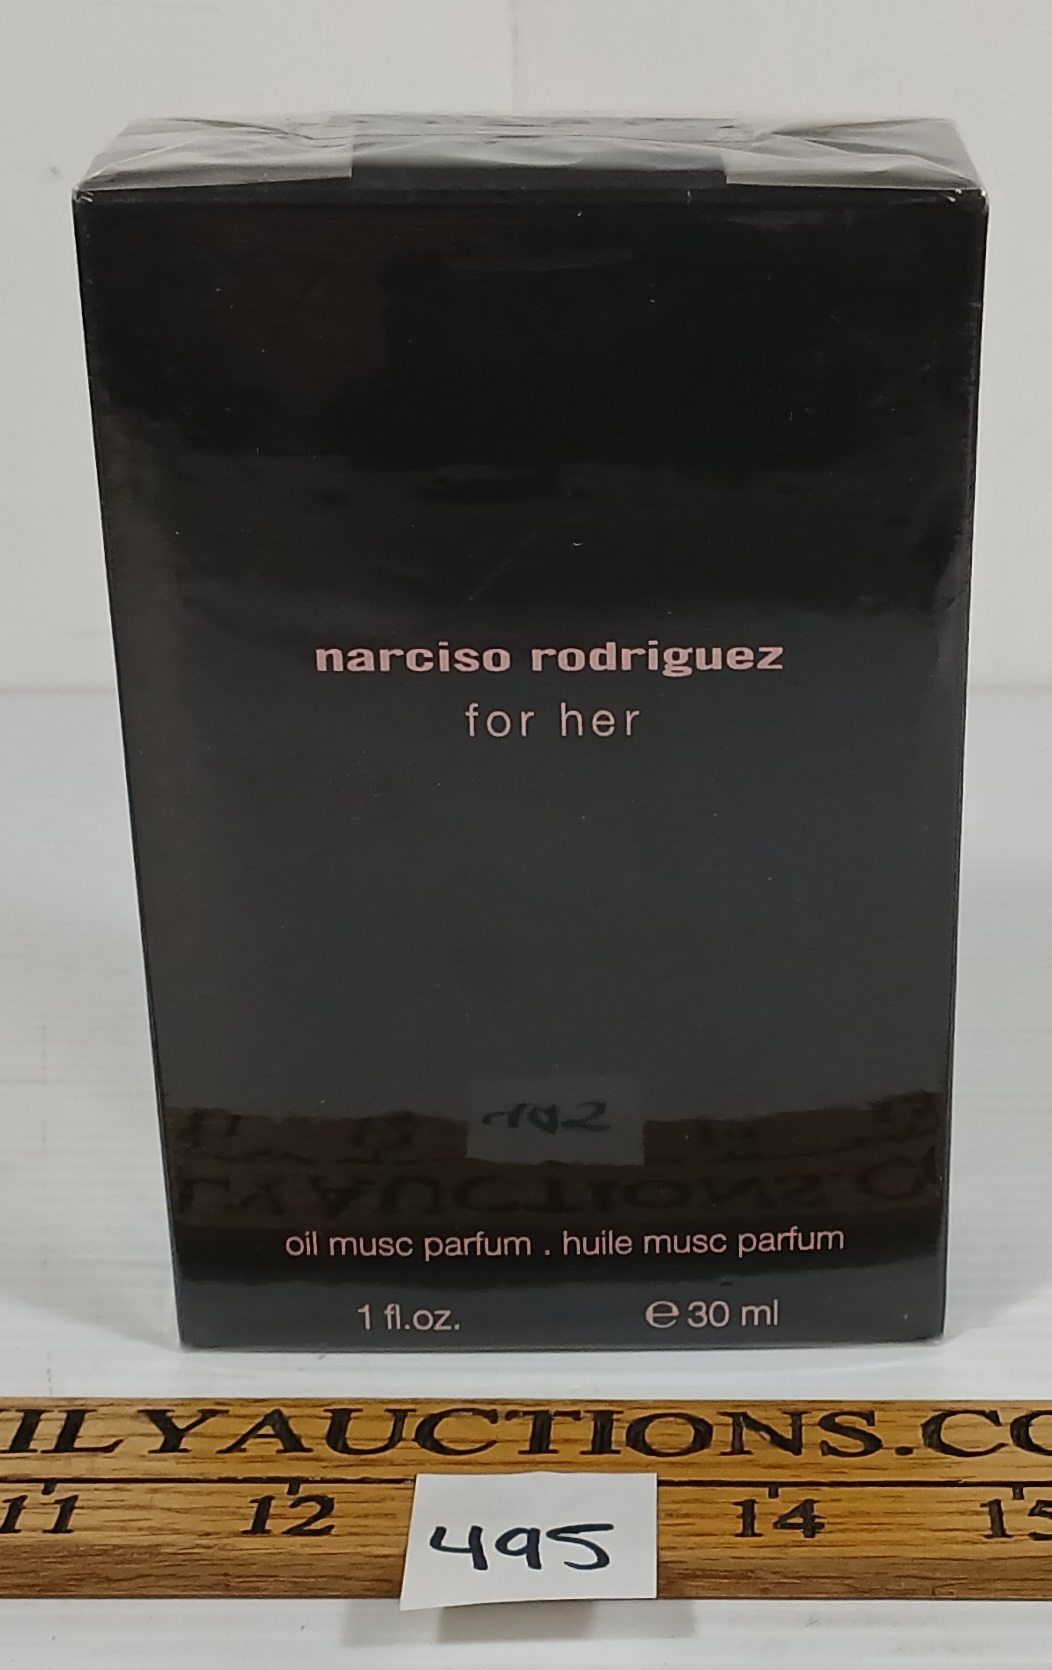 narciso rodriguez
for her
oil musc parfum . huile musc parfum
1 fl.oz. ℮ 30 ml
ILYAUCTIONS.CO
11 12 14 15
495